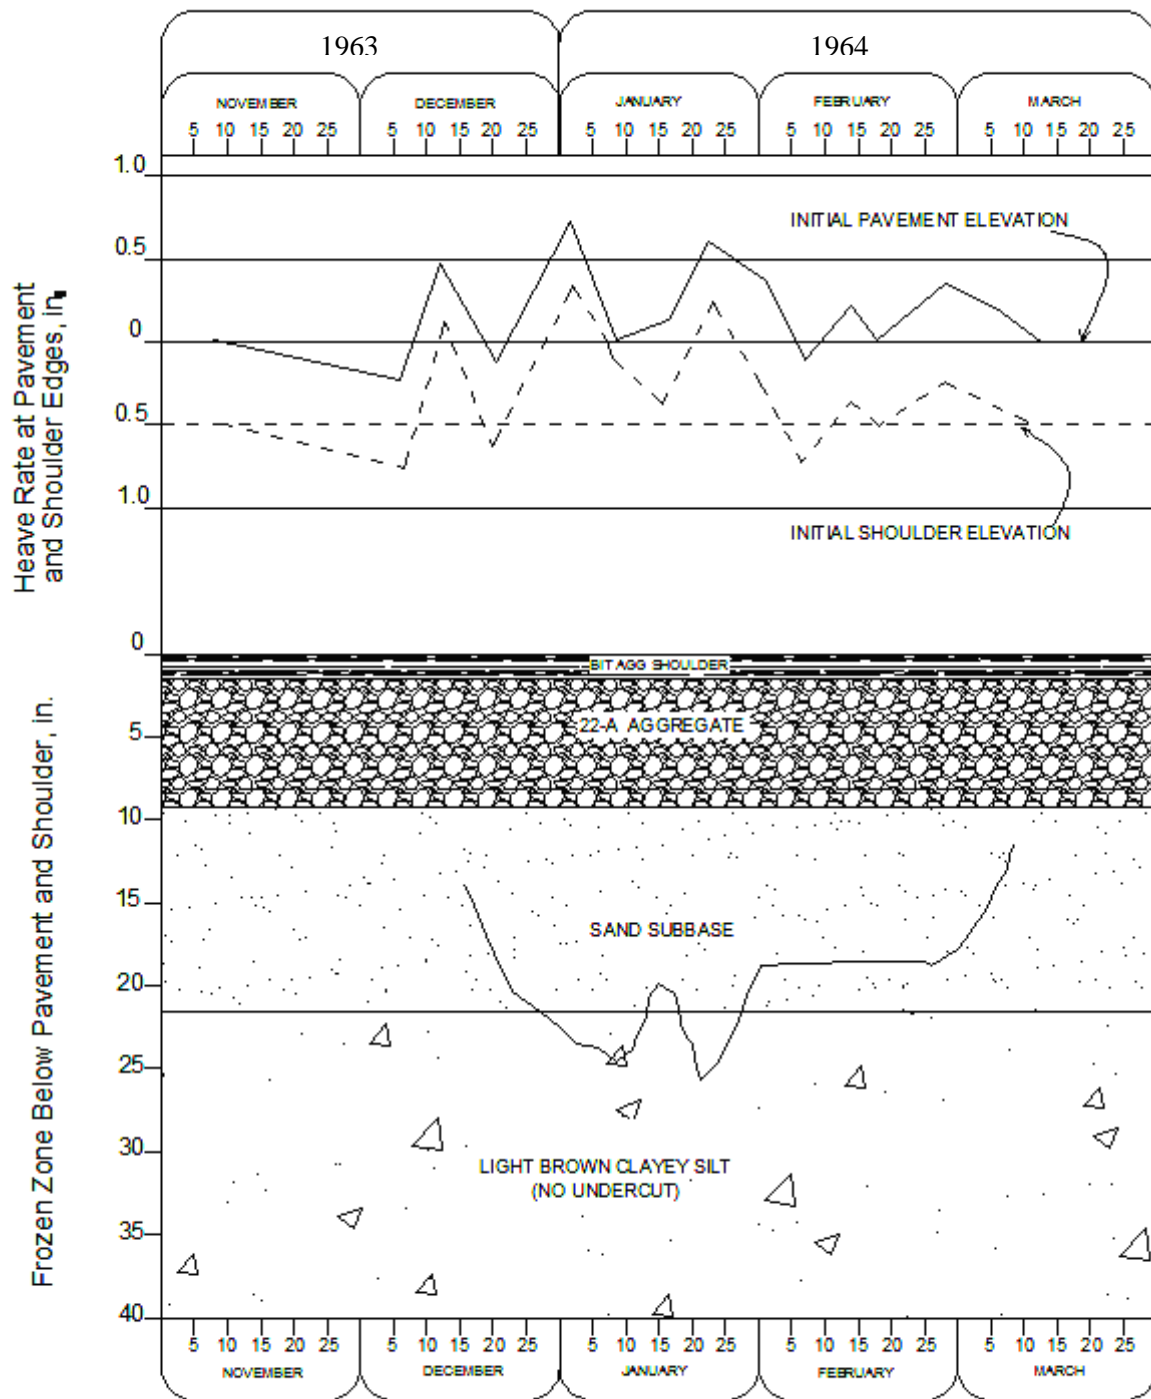 1963 1964
NOVEMBER DECEMBER JANUARY FEBRUARY MARCH
5 10 15 20 25 5 10 15 20 25 5 10 15 20 25 5 10 15 20 25 5 10 15 20 25
1.0
INITIAL PAVEMENT ELEVATION
0.5
0
0.5
1.0
INITIAL SHOULDER ELEVATION
Heave Rate at Pavement
and Shoulder Edges, in.
0
BIT AGG SHOULDER
22-A AGGREGATE
5
10
15
SAND SUBBASE
20
25
30
LIGHT BROWN CLAYEY SILT
(NO UNDERCUT)
35
40
Frozen Zone Below Pavement and Shoulder, in.
5 10 15 20 25 5 10 15 20 25 5 10 15 20 25 5 10 15 20 25 5 10 15 20 25
NOVEMBER DECEMBER JANUARY FEBRUARY MARCH